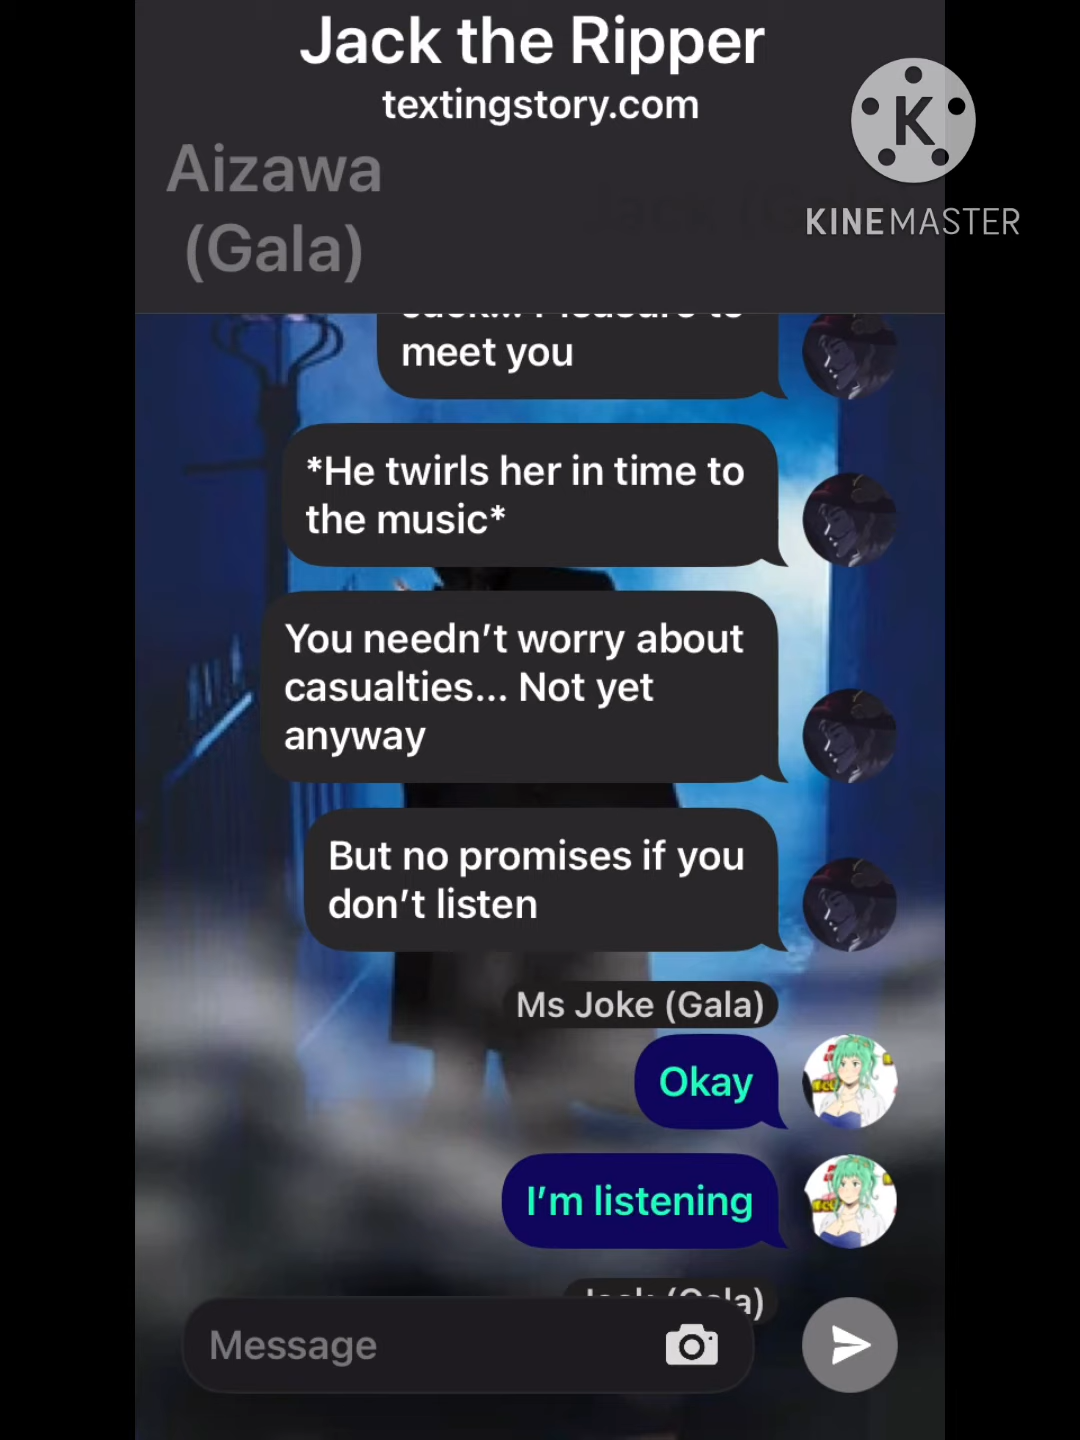 Jack the Ripper
textingstory.com
K
KINEMASTER
Aizawa
(Gala)
meet you
*He twirls her in time to
the music*
You needn't worry about
casualties... Not yet
anyway
But no promises if you
don't listen
Ms Joke (Gala)
Okay
I'm listening
Message